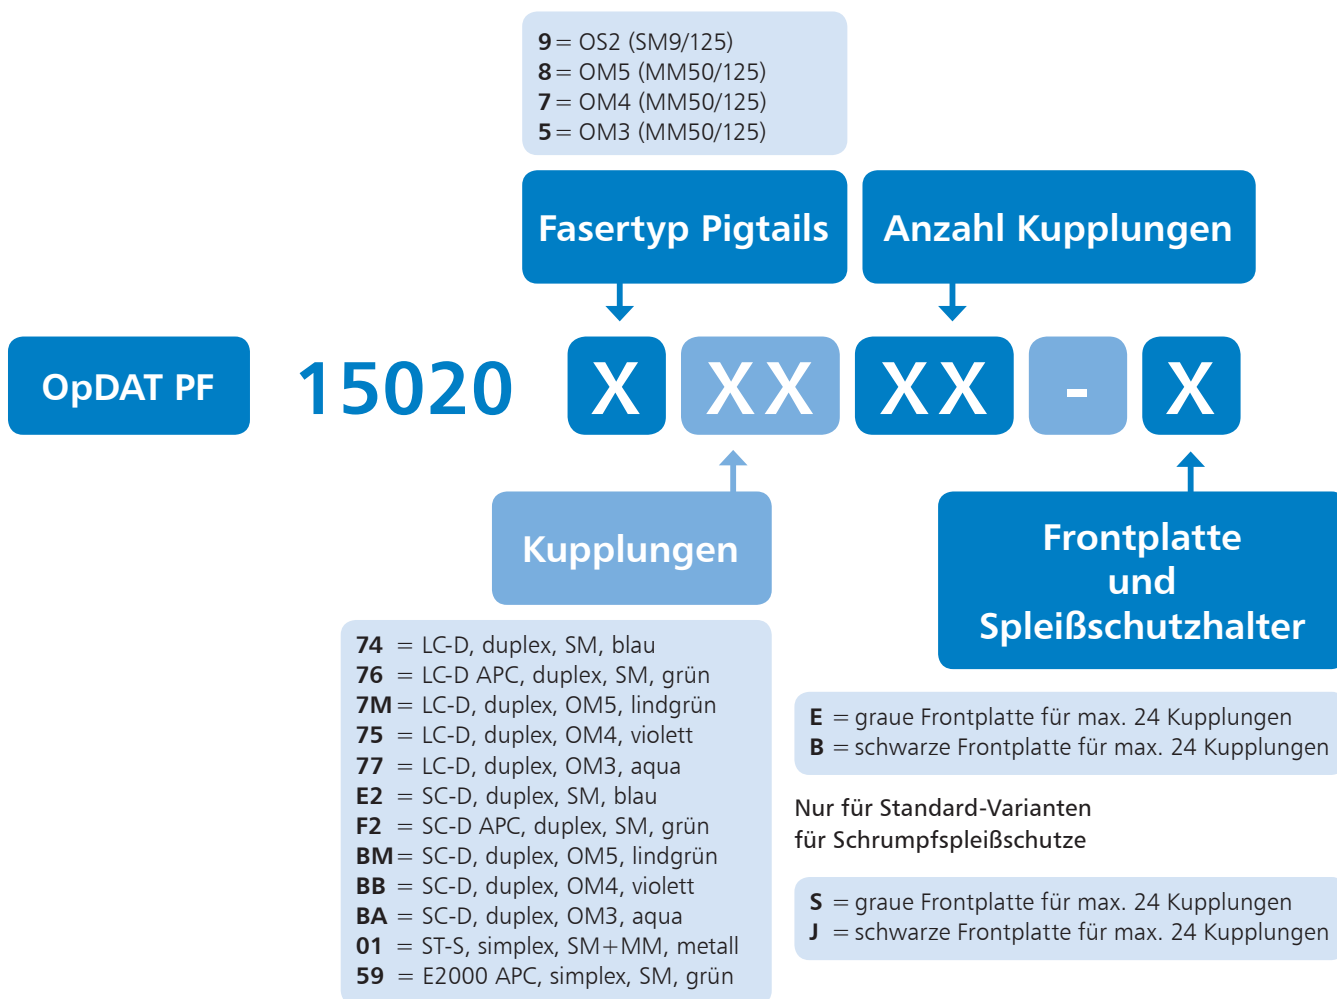 9 = OS2 (SM9/125)
8 = OM5 (MM50/125)
7 = OM4 (MM50/125)
5 = OM3 (MM50/125)
Fasertyp Pigtails
Anzahl Kupplungen
OpDAT PF 15020 X XX XX - X
Kupplungen
74 = LC-D, duplex, SM, blau
76 = LC-D APC, duplex, SM, grün
7M = LC-D, duplex, OM5, lindgrün
75 = LC-D, duplex, OM4, violett
77 = LC-D, duplex, OM3, aqua
E2 = SC-D, duplex, SM, blau
F2 = SC-D APC, duplex, SM, grün
BM = SC-D, duplex, OM5, lindgrün
BB = SC-D, duplex, OM4, violett
BA = SC-D, duplex, OM3, aqua
01 = ST-S, simplex, SM+MM, metall
59 = E2000 APC, simplex, SM, grün
Frontplatte
und
Spleißschutzhalter
E = graue Frontplatte für max. 24 Kupplungen
B = schwarze Frontplatte für max. 24 Kupplungen
Nur für Standard-Varianten
für Schrumpfspleißschutze
S = graue Frontplatte für max. 24 Kupplungen
J = schwarze Frontplatte für max. 24 Kupplungen